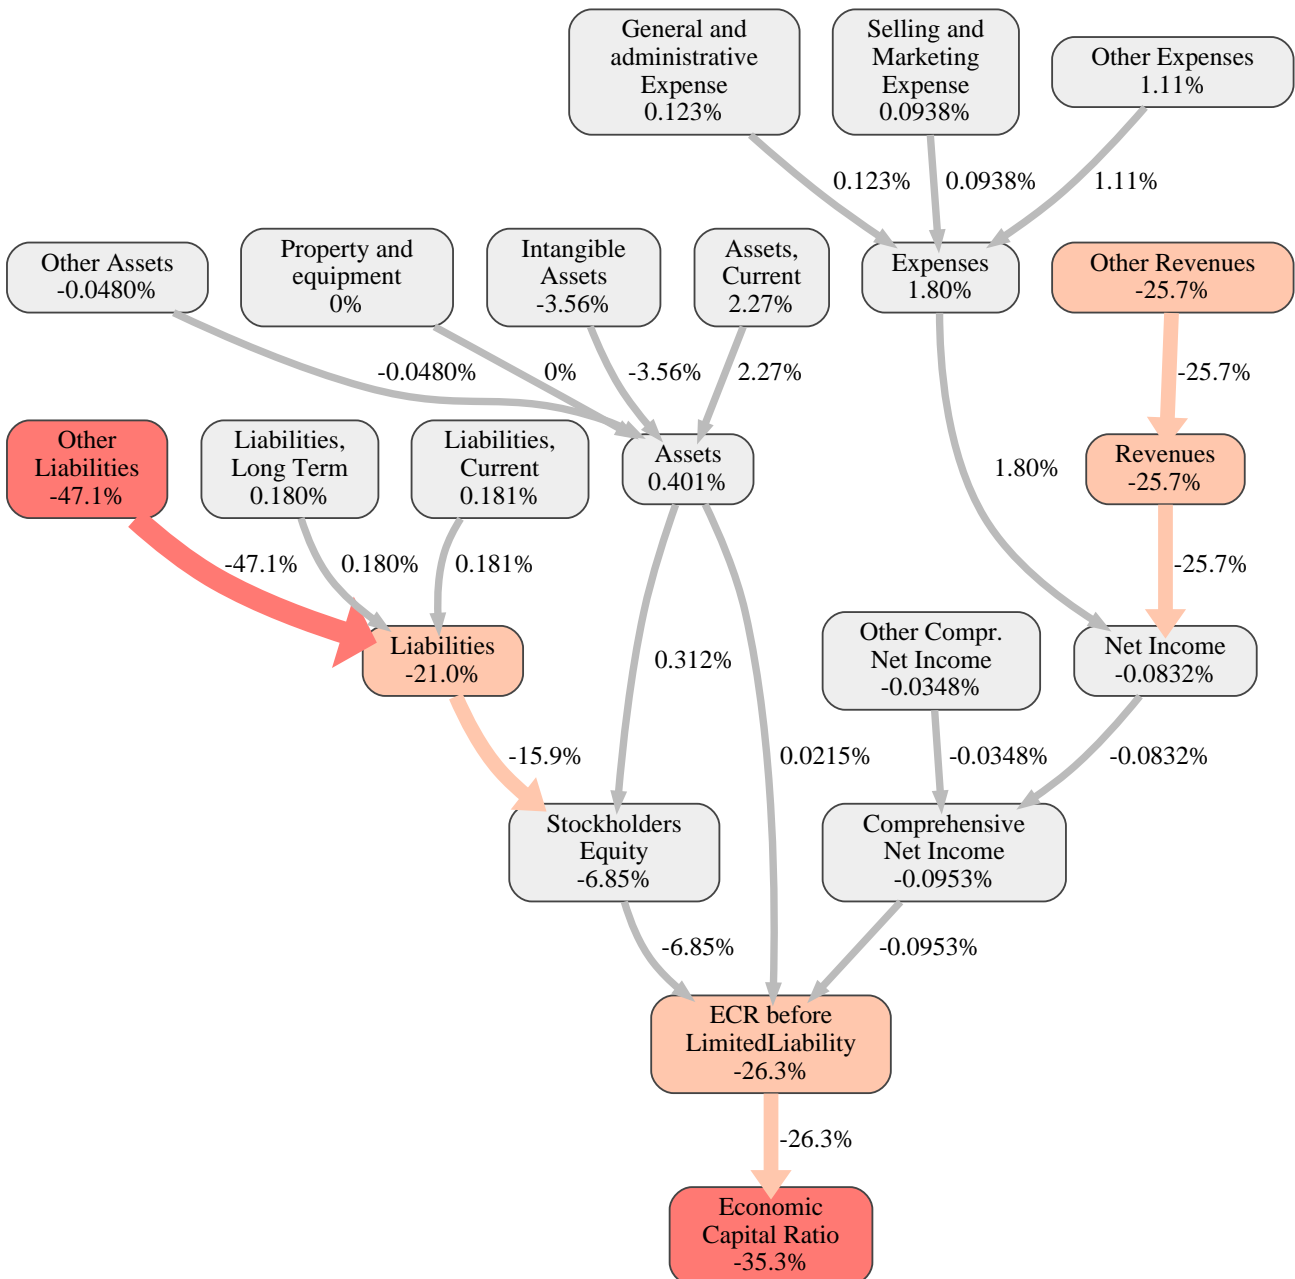 General and
administrative
Expense
0.123%
Selling and
Marketing
Expense
0.0938%
Other Expenses
1.11%
0.123%
0.0938%
1.11%
Other Assets
-0.0480%
Property and
equipment
0%
Intangible
Assets
-3.56%
Assets,
Current
2.27%
Expenses
1.80%
Other Revenues
-25.7%
-0.0480%
0%
-3.56%
2.27%
-25.7%
Other
Liabilities
-47.1%
Liabilities,
Long Term
0.180%
Liabilities,
Current
0.181%
Assets
0.401%
1.80%
Revenues
-25.7%
-47.1%
0.180%
0.181%
-25.7%
Liabilities
-21.0%
0.312%
Other Compr.
Net Income
-0.0348%
Net Income
-0.0832%
-15.9%
0.0215%
-0.0348%
-0.0832%
Stockholders
Equity
-6.85%
Comprehensive
Net Income
-0.0953%
-6.85%
-0.0953%
ECR before
LimitedLiability
-26.3%
-26.3%
Economic
Capital Ratio
-35.3%